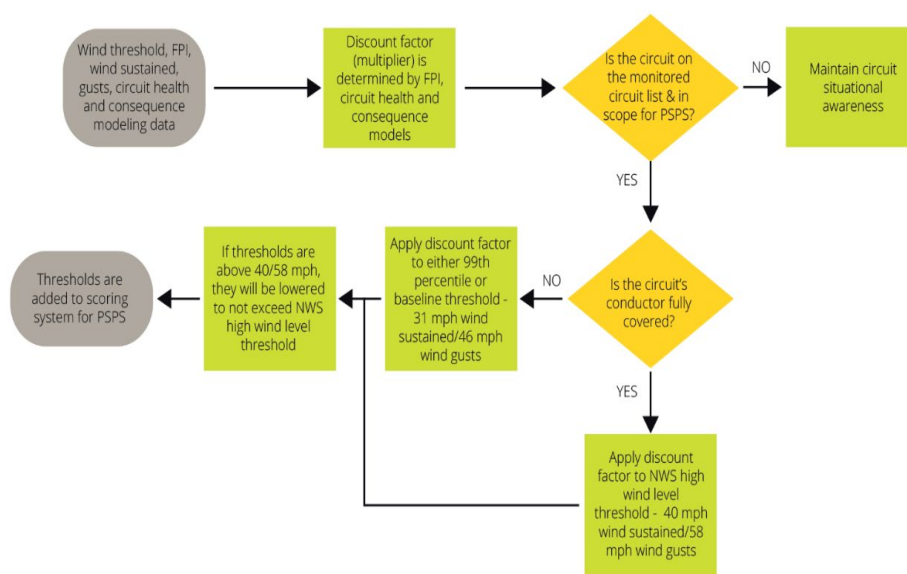 Wind threshold, FPI,
wind sustained,
gusts, circuit health
and consequence
modeling data
Discount factor
(multiplier) is
determined by FPI,
circuit health and
consequence
models
Is the circuit on
the monitored
circuit list & in
scope for PSPS?
NO
Maintain circuit
situational
awareness
YES
Is the circuit's
conductor fully
covered?
NO
Apply discount factor
to either 99th
percentile or
baseline threshold -
31 mph wind
sustained/46 mph
wind gusts
If thresholds are
above 40/58 mph,
they will be lowered
to not exceed NWS
high wind level
threshold
Thresholds are
added to scoring
system for PSPS
YES
Apply discount
factor to NWS high
wind level
threshold - 40 mph
wind sustained/58
mph wind gusts